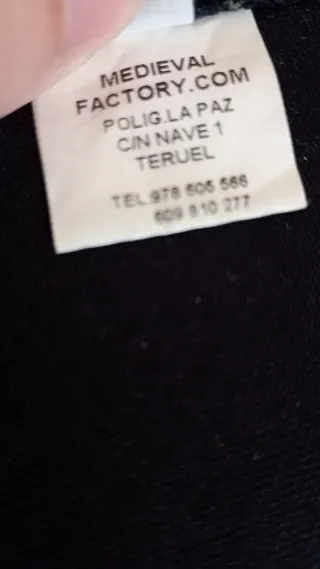 MEDIEVAL
FACTORY.COM
POLIG.LA PAZ
C/N NAVE 1
TERUEL
TEL:978 605 566
609 810 277